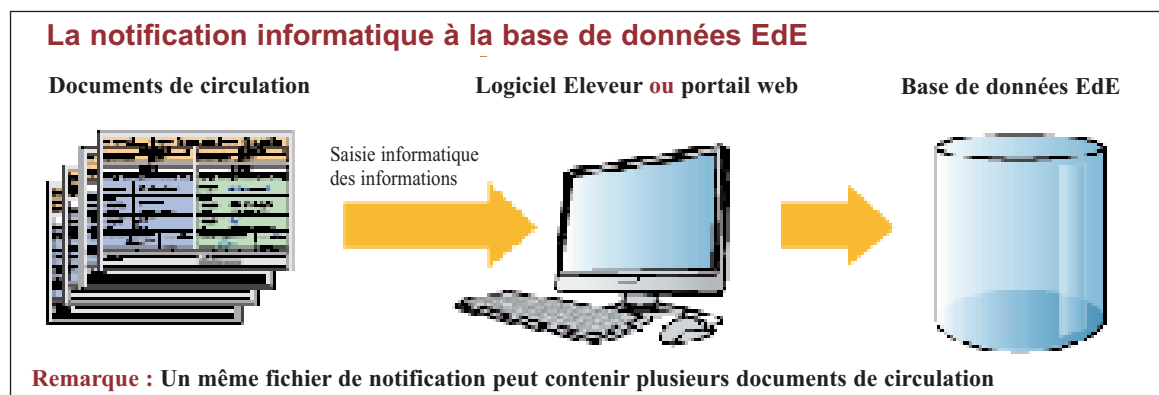 La notification informatique à la base de données EdE
Documents de circulation
Logiciel Eleveur ou portail web
Base de données EdE
Saisie informatique
des informations
Remarque : Un même fichier de notification peut contenir plusieurs documents de circulation